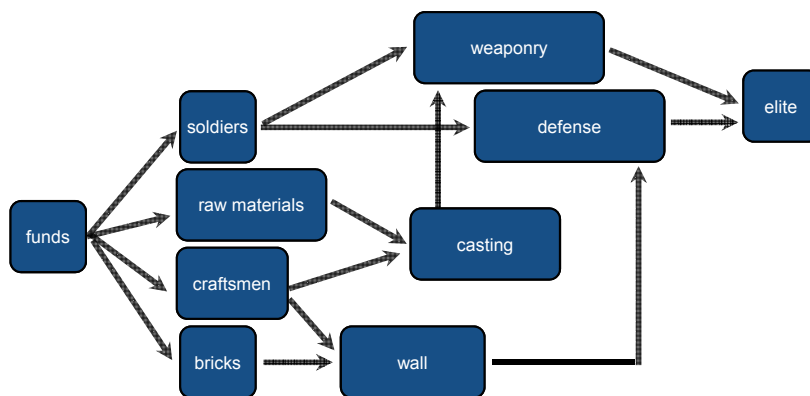 weaponry
elite
soldiers
defense
raw materials
funds
casting
craftsmen
bricks
wall